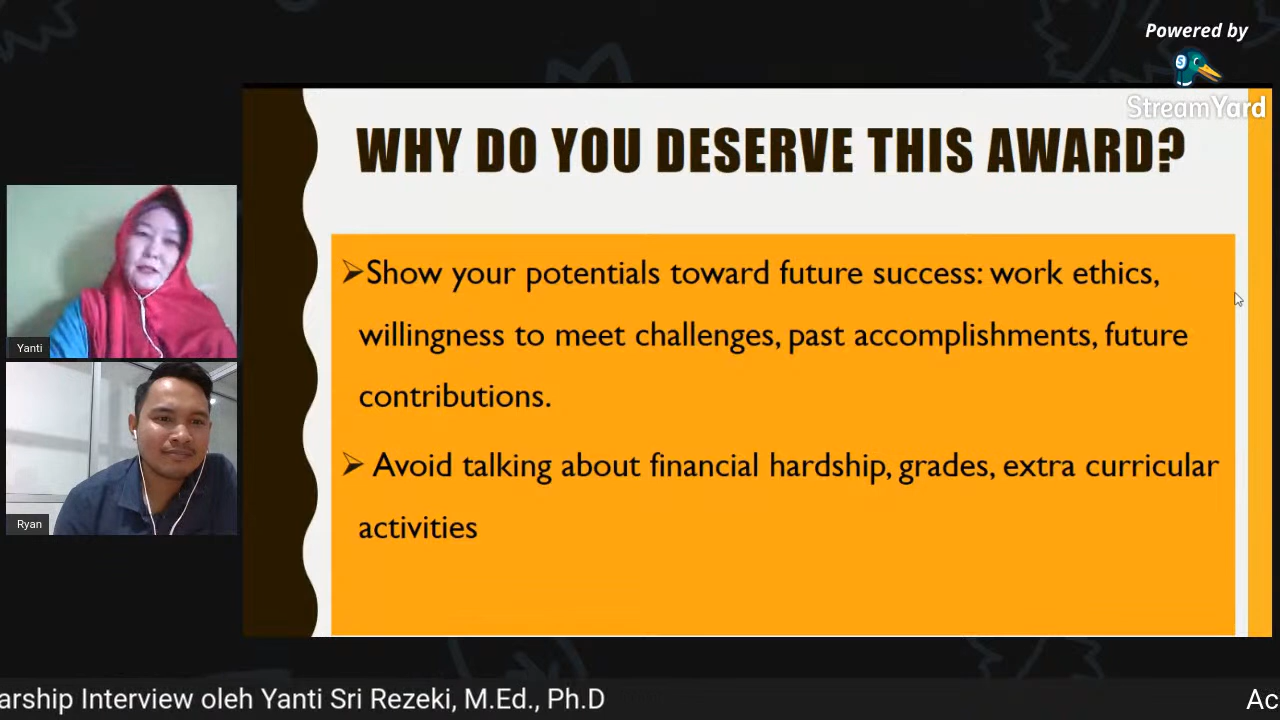 Powered by
StreamYard
WHY DO YOU DESERVE THIS AWARD?
➢Show your potentials toward future success: work ethics,
willingness to meet challenges, past accomplishments, future
contributions.
➢ Avoid talking about financial hardship, grades, extra curricular
activities
Yanti
Ryan
arship Interview oleh Yanti Sri Rezeki, M.Ed., Ph.D
Ac